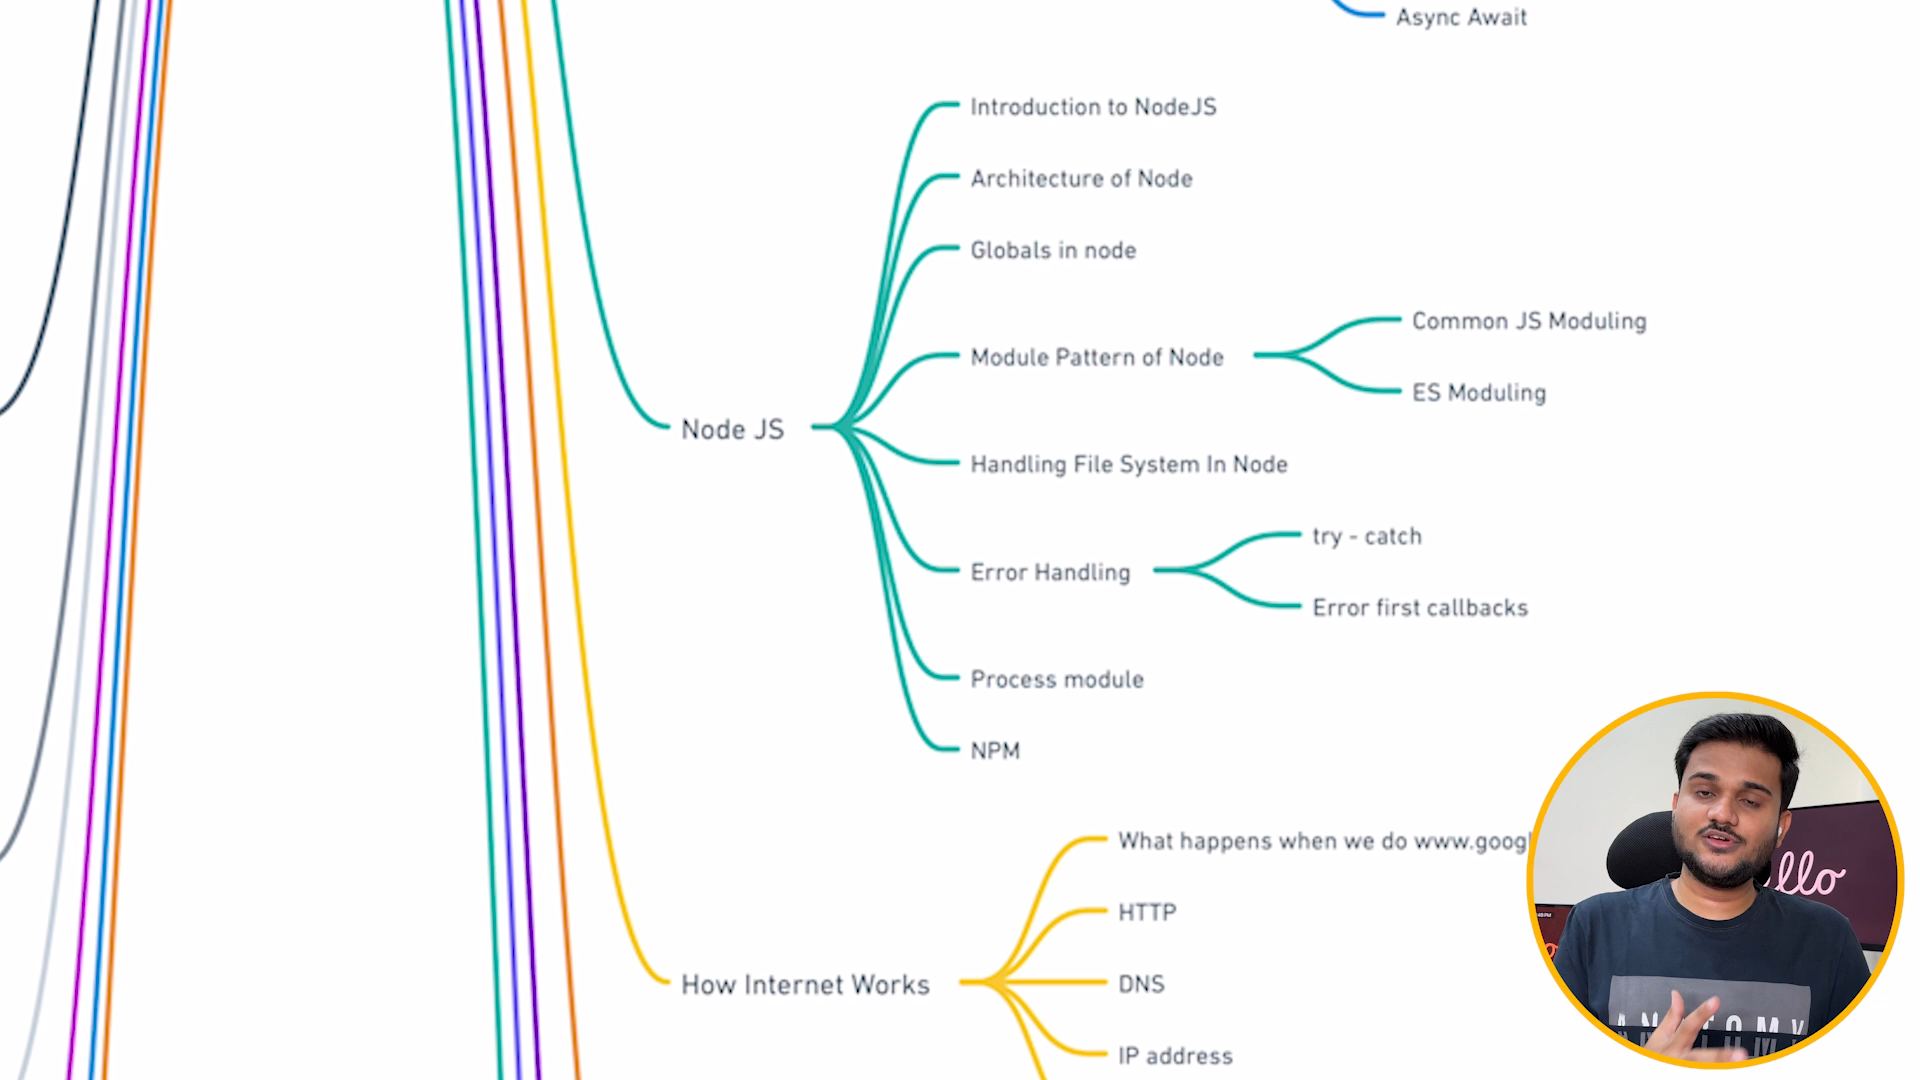 Async Await
Introduction to NodeJS
Architecture of Node
Globals in node
Common JS Moduling
Module Pattern of Node
ES Moduling
Node JS
Handling File System In Node
try - catch
Error Handling
Error first callbacks
Process module
NPM
What happens when we do www.googl
HTTP
How Internet Works
DNS
IP address
llo